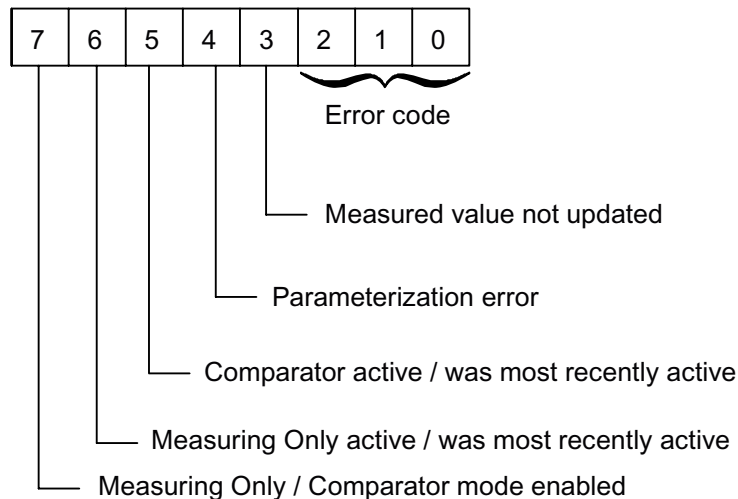 7 6 5 4 3 2 1 0
Error code
Measured value not updated
Parameterization error
Comparator active / was most recently active
Measuring Only active / was most recently active
Measuring Only / Comparator mode enabled